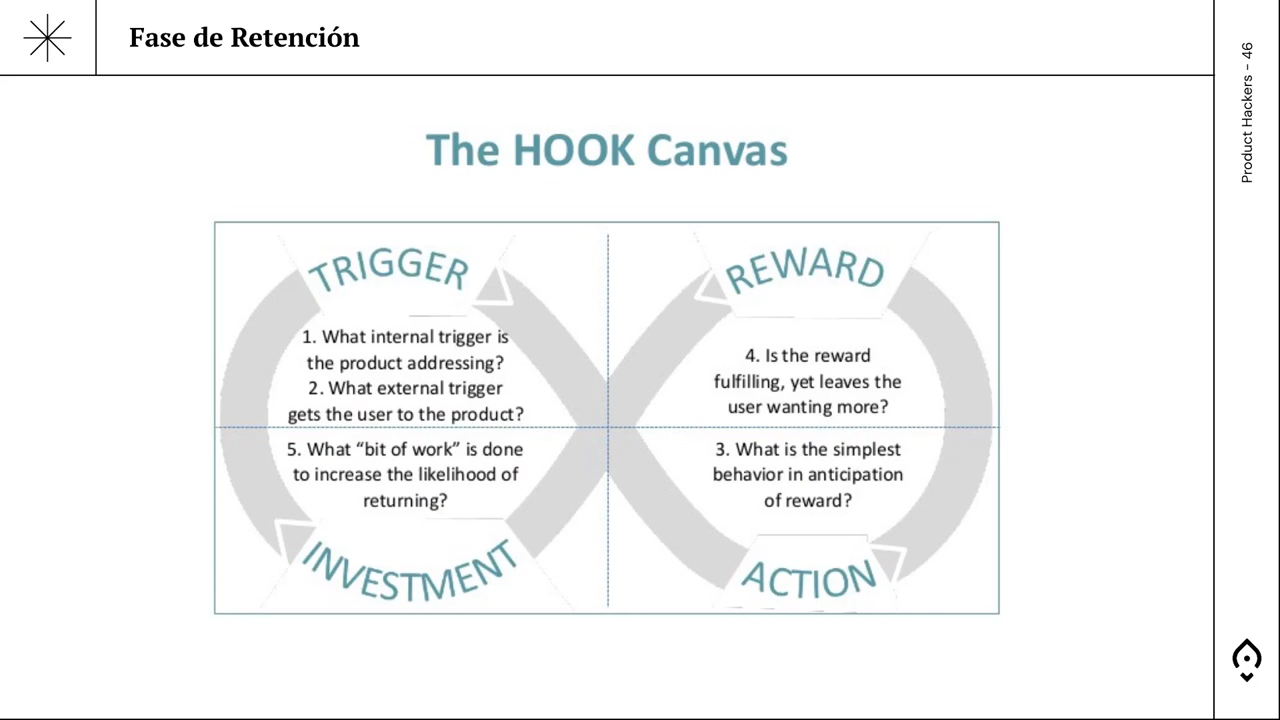 Fase de Retención
Product Hackers – 46
The HOOK Canvas
TRIGGER
1. What internal trigger is
the product addressing?
2. What external trigger
gets the user to the product?
REWARD
4. Is the reward
fulfilling, yet leaves the
user wanting more?
5. What “bit of work” is done
to increase the likelihood of
returning?
INVESTMENT
3. What is the simplest
behavior in anticipation
of reward?
ACTION